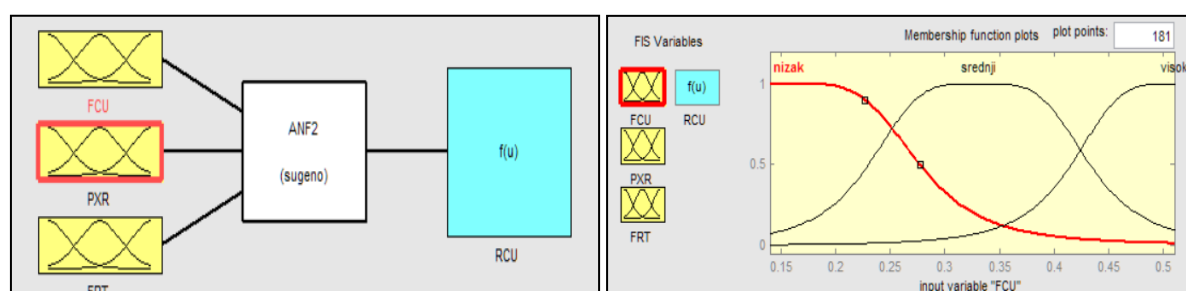 FCU
PXR
FRT
ANF2
(sugeno)
f(u)
RCU
FIS Variables
FCU
f(u)
RCU
PXR
FRT
Membership function plots
plot points:
181
nizak
srednji
visok
1
0.5
0
0.15
0.2
0.25
0.3
0.35
0.4
0.45
0.5
input variable "FCU"